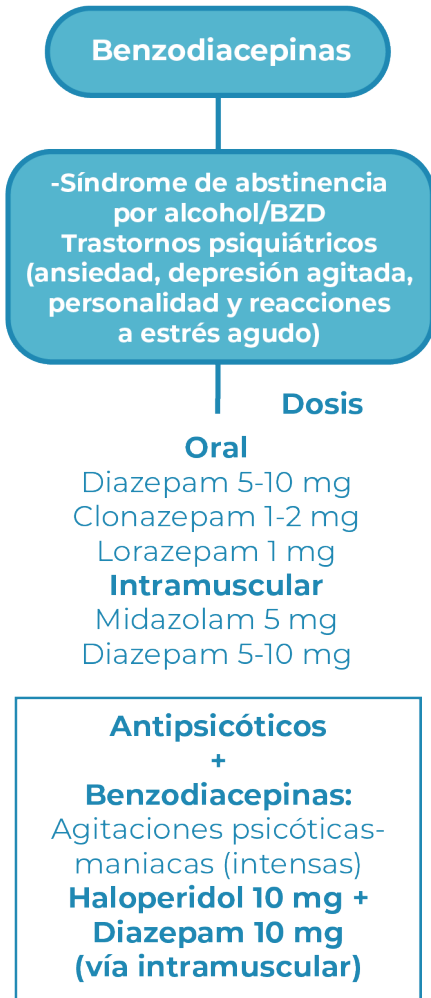 Benzodiacepinas
-Síndrome de abstinencia
por alcohol/BZD
Trastornos psiquiátricos
(ansiedad, depresión agitada,
personalidad y reacciones
a estrés agudo)
Dosis
Oral
Diazepam 5-10 mg
Clonazepam 1-2 mg
Lorazepam 1 mg
Intramuscular
Midazolam 5 mg
Diazepam 5-10 mg
Antipsicóticos
+
Benzodiacepinas:
Agitaciones psicóticas-
maniacas (intensas)
Haloperidol 10 mg +
Diazepam 10 mg
(vía intramuscular)